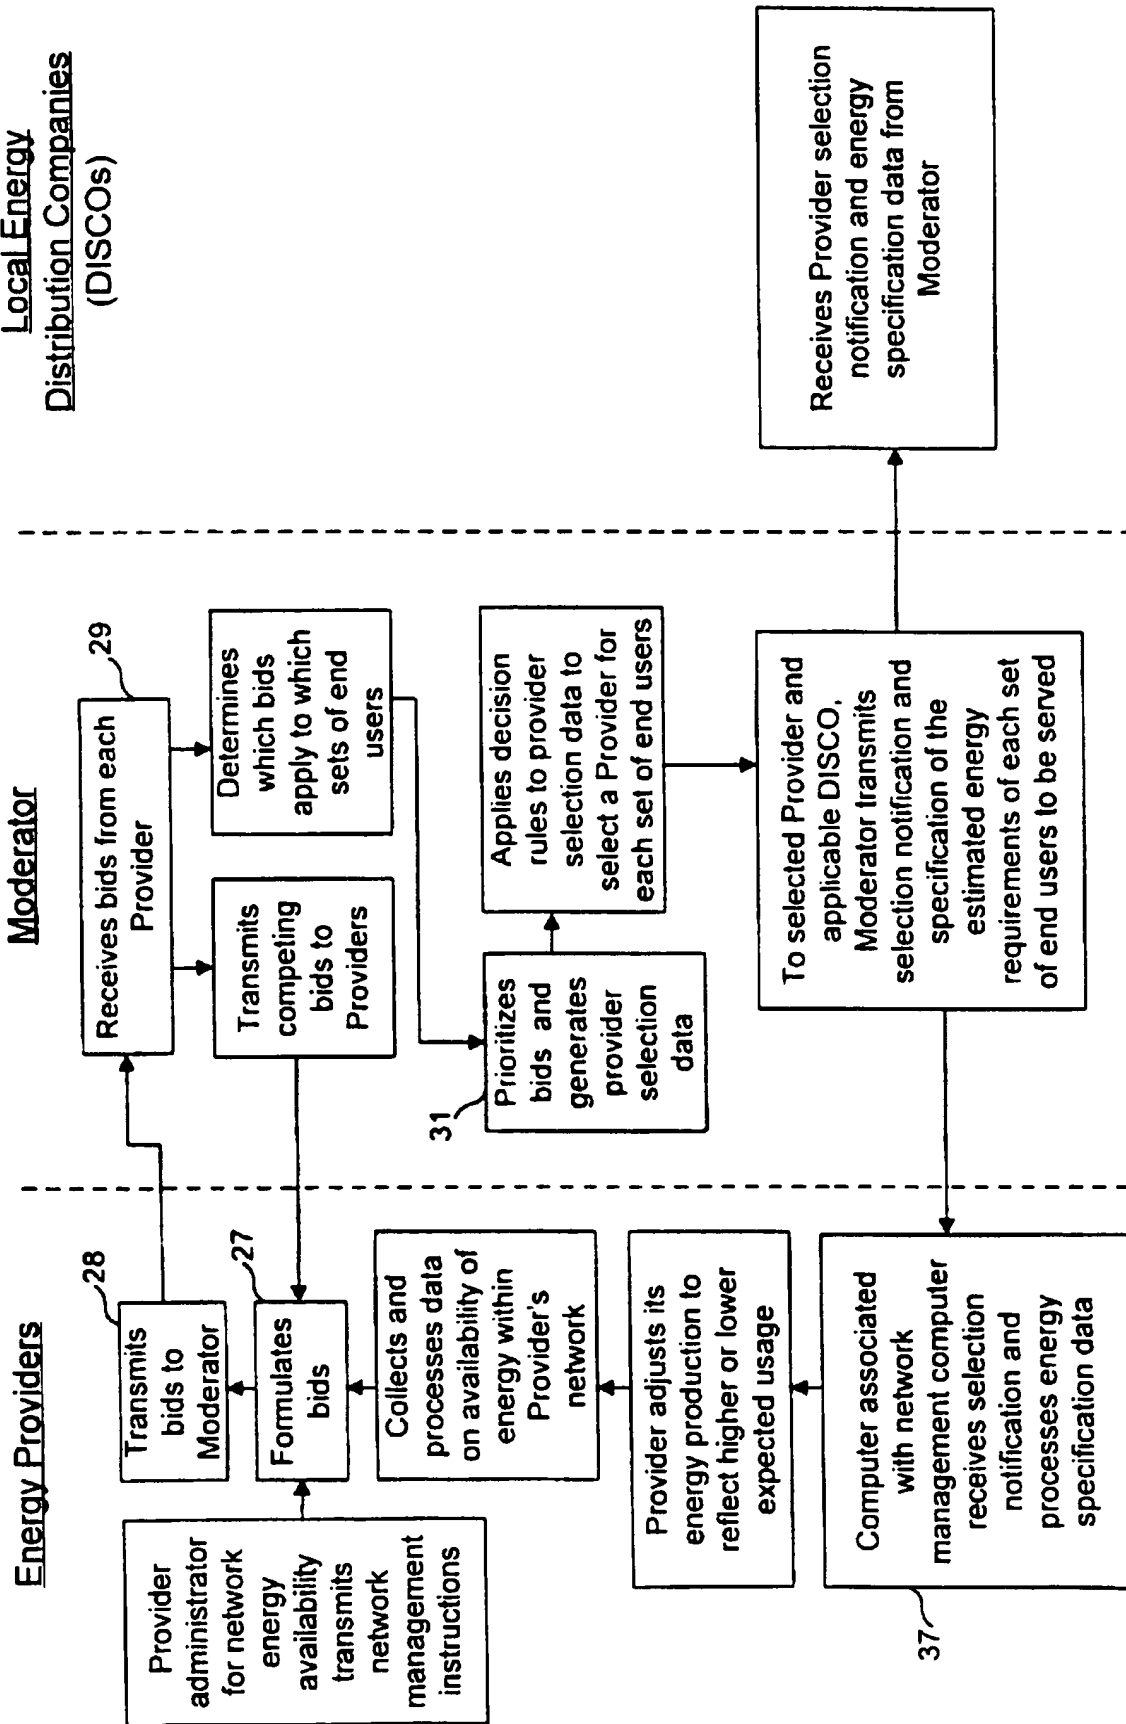 Energy Providers
Provider
administrator
for network
energy
availability
transmits
network
management
instructions
28
Transmits
bids to
Moderator
27
Formulates
bids
Collects and
processes data
on availability of
energy within
Provider's
network
Provider adjusts its
energy production to
reflect higher or lower
expected usage
Computer associated
with network
management computer
receives selection
notification and
processes energy
specification data
37
Moderator
Receives bids from each
Provider
29
Transmits
competing
bids to
Providers
Determines
which bids
apply to which
sets of end
users
31
Prioritizes
bids and
generates
provider
selection
data
Applies decision
rules to provider
selection data to
select a Provider for
each set of end users
To selected Provider and
applicable DISCO,
Moderator transmits
selection notification and
specification of the
estimated energy
requirements of each set
of end users to be served
Local Energy
Distribution Companies
(DISCOs)
Receives Provider selection
notification and energy
specification data from
Moderator